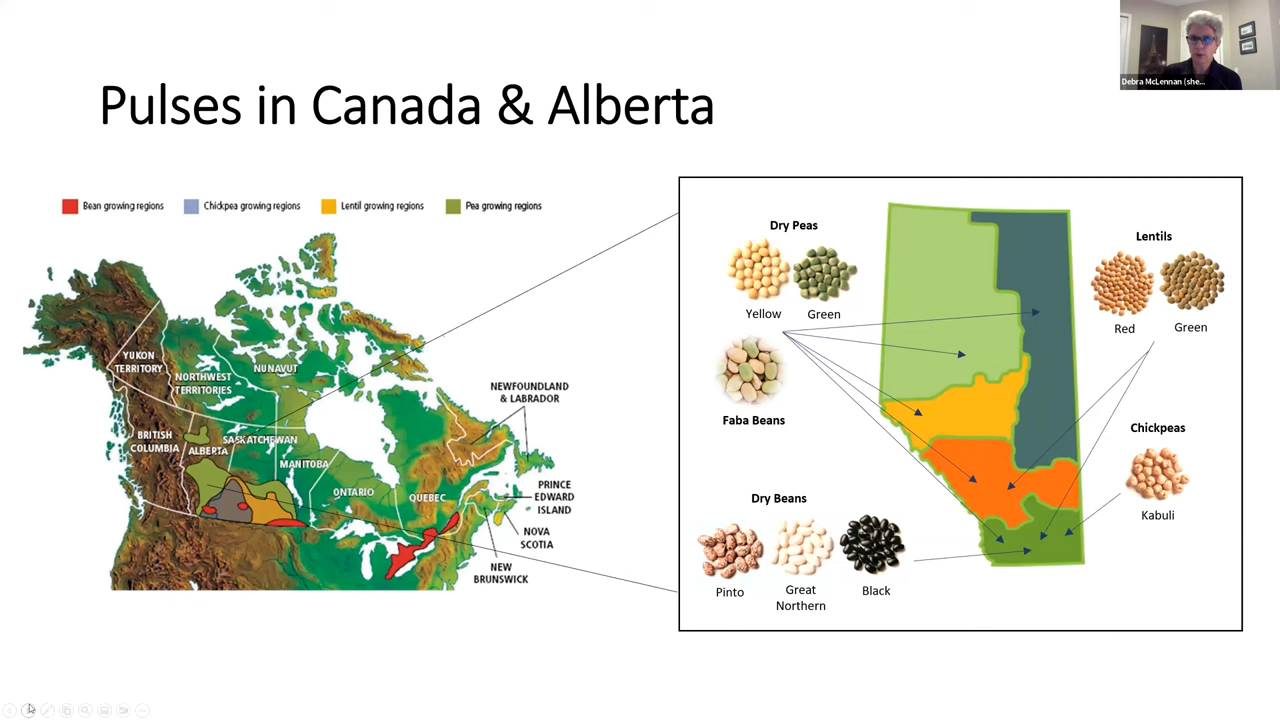 Debra McLennan (she...
Pulses in Canada & Alberta
Bean growing regions
Chickpea growing regions
Lentil growing regions
Pea growing regions
YUKON
TERRITORY
NORTHWEST
TERRITORIES
NUNAVUT
BRITISH
COLUMBIA
ALBERTA
SASKATCHEWAN
MANITOBA
ONTARIO
QUEBEC
NEWFOUNDLAND
& LABRADOR
PRINCE
EDWARD
ISLAND
NOVA
SCOTIA
NEW
BRUNSWICK
Dry Peas
Yellow
Green
Faba Beans
Dry Beans
Pinto
Great
Northern
Black
Lentils
Red
Green
Chickpeas
Kabuli